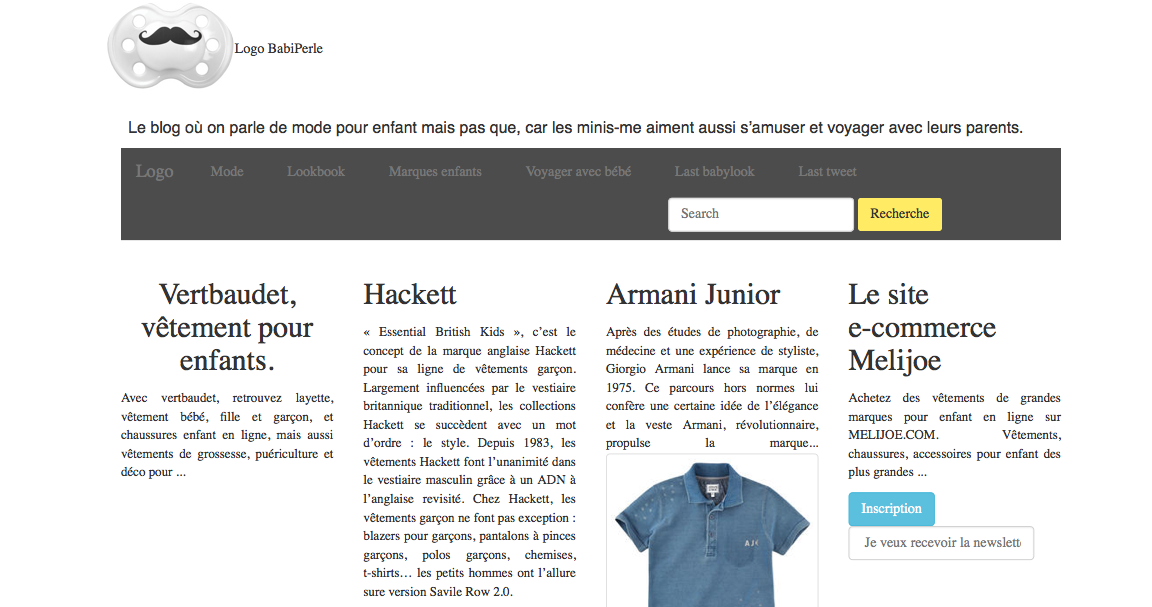 Logo BabiPerle
Le blog où on parle de mode pour enfant mais pas que, car les minis-me aiment aussi s’amuser et voyager avec leurs parents.
Logo Mode Lookbook Marques enfants Voyager avec bébé Last babylook Last tweet
Search Recherche
Vertbaudet,
vêtement pour
enfants.
Avec vertbaudet, retrouvez layette,
vêtement bébé, fille et garçon, et
chaussures enfant en ligne, mais aussi
vêtements de grossesse, puériculture et
déco pour ...
Hackett
« Essential British Kids », c’est le
concept de la marque anglaise Hackett
pour sa ligne de vêtements garçon.
Largement influencées par le vestiaire
britannique traditionnel, les collections
Hackett se succèdent avec un mot
d’ordre : le style. Depuis 1983, les
vêtements Hackett font l’unanimité dans
le vestiaire masculin grâce à un ADN à
l’anglaise revisité. Chez Hackett, les
vêtements garçon ne font pas exception :
blazers pour garçons, pantalons à pinces
garçons, polos garçons, chemises,
t-shirts… les petits hommes ont l’allure
sure version Savile Row 2.0.
Armani Junior
Après des études de photographie, de
médecine et une expérience de styliste,
Giorgio Armani lance sa marque en
1975. Ce parcours hors normes lui
confère une certaine idée de l’élégance
et la veste Armani, révolutionnaire,
propulse la marque...
AJ
Le site
e-commerce
Melijoe
Achetez des vêtements de grandes
marques pour enfant en ligne sur
MELIJOE.COM. Vêtements,
chaussures, accessoires pour enfant des
plus grandes ...
Inscription
Je veux recevoir la newslett